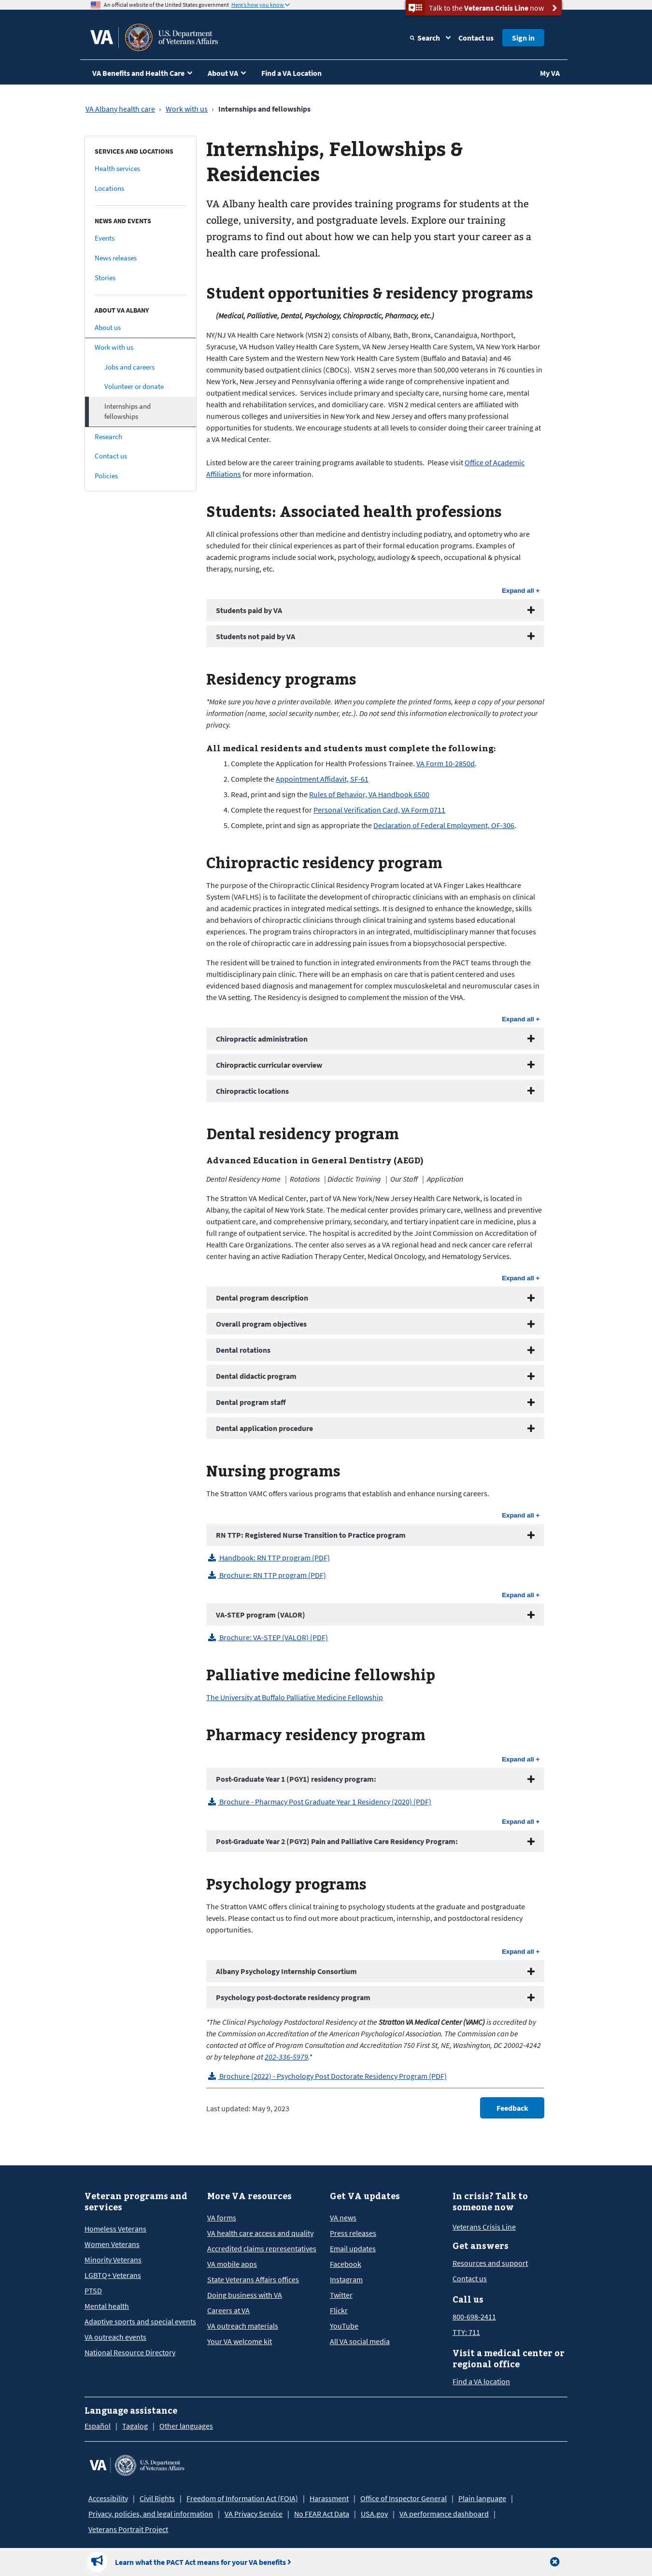 An official website of the United States government Here's how you know
Talk to the Veterans Crisis Line now
VA U.S. Department of Veterans Affairs
Search
Contact us
Sign in
VA Benefits and Health Care
About VA
Find a VA Location
My VA
VA Albany health care › Work with us › Internships and fellowships
SERVICES AND LOCATIONS
Health services
Locations
NEWS AND EVENTS
Events
News releases
Stories
ABOUT VA ALBANY
About us
Work with us
Jobs and careers
Volunteer or donate
Internships and
fellowships
Research
Contact us
Policies
Internships, Fellowships &
Residencies
VA Albany health care provides training programs for students at the
college, university, and postgraduate levels. Explore our training
programs to find out about how we can help you start your career as a
health care professional.
Student opportunities & residency programs
(Medical, Palliative, Dental, Psychology, Chiropractic, Pharmacy, etc.)
NY/NJ VA Health Care Network (VISN 2) consists of Albany, Bath, Bronx, Canandaigua, Northport,
Syracuse, VA Hudson Valley Health Care System, VA New Jersey Health Care System, VA New York Harbor
Health Care System and the Western New York Health Care System (Buffalo and Batavia) and 46
community based outpatient clinics (CBOCs). VISN 2 serves more than 500,000 veterans in 76 counties in
New York, New Jersey and Pennsylvania offering a wide range of comprehensive inpatient and
outpatient medical services. Services include primary and specialty care, nursing home care, mental
health and rehabilitation services, and domiciliary care. VISN 2 medical centers are affiliated with
numerous colleges and universities in New York and New Jersey and offers many professional
opportunities for students. We encourage students at all levels to consider doing their career training at
a VA Medical Center.
Listed below are the career training programs available to students. Please visit Office of Academic
Affiliations for more information.
Students: Associated health professions
All clinical professions other than medicine and dentistry including podiatry, and optometry who are
scheduled for their clinical experiences as part of their formal education programs. Examples of
academic programs include social work, psychology, audiology & speech, occupational & physical
therapy, nursing, etc.
Expand all +
Students paid by VA
Students not paid by VA
Residency programs
*Make sure you have a printer available. When you complete the printed forms, keep a copy of your personal
information (name, social security number, etc.). Do not send this information electronically to protect your
privacy.
All medical residents and students must complete the following:
1. Complete the Application for Health Professions Trainee. VA Form 10-2850d.
2. Complete the Appointment Affidavit, SF-61
3. Read, print and sign the Rules of Behavior, VA Handbook 6500
4. Complete the request for Personal Verification Card, VA Form 0711
5. Complete, print and sign as appropriate the Declaration of Federal Employment, OF-306.
Chiropractic residency program
The purpose of the Chiropractic Clinical Residency Program located at VA Finger Lakes Healthcare
System (VAFLHS) is to facilitate the development of chiropractic clinicians with an emphasis on clinical
and academic practices in integrated medical settings. It is designed to enhance the knowledge, skills
and behaviors of chiropractic clinicians through clinical training and systems based educational
experiences. The program trains chiropractors in an integrated, multidisciplinary manner that focuses
on the role of chiropractic care in addressing pain issues from a biopsychosocial perspective.
The resident will be trained to function in integrated environments from the PACT teams through the
multidisciplinary pain clinic. There will be an emphasis on care that is patient centered and uses
evidenced based diagnosis and management for complex musculoskeletal and neuromuscular cases in
the VA setting. The Residency is designed to complement the mission of the VHA.
Expand all +
Chiropractic administration
Chiropractic curricular overview
Chiropractic locations
Dental residency program
Advanced Education in General Dentistry (AEGD)
Dental Residency Home | Rotations | Didactic Training | Our Staff | Application
The Stratton VA Medical Center, part of VA New York/New Jersey Health Care Network, is located in
Albany, the capital of New York State. The medical center provides primary care, wellness and preventive
outpatient care, and comprehensive primary, secondary, and tertiary inpatient care in medicine, plus a
full range of outpatient service. The hospital is accredited by the Joint Commission on Accreditation of
Health Care Organizations. The center also serves as a VA regional head and neck cancer care referral
center having an active Radiation Therapy Center, Medical Oncology, and Hematology Services.
Expand all +
Dental program description
Overall program objectives
Dental rotations
Dental didactic program
Dental program staff
Dental application procedure
Nursing programs
The Stratton VAMC offers various programs that establish and enhance nursing careers.
Expand all +
RN TTP: Registered Nurse Transition to Practice program
Handbook: RN TTP program (PDF)
Brochure: RN TTP program (PDF)
Expand all +
VA-STEP program (VALOR)
Brochure: VA-STEP (VALOR) (PDF)
Palliative medicine fellowship
The University at Buffalo Palliative Medicine Fellowship
Pharmacy residency program
Expand all +
Post-Graduate Year 1 (PGY1) residency program:
Brochure - Pharmacy Post Graduate Year 1 Residency (2020) (PDF)
Expand all +
Post-Graduate Year 2 (PGY2) Pain and Palliative Care Residency Program:
Psychology programs
The Stratton VAMC offers clinical training to psychology students at the graduate and postgraduate
levels. Please contact us to find out more about practicum, internship, and postdoctoral residency
opportunities.
Expand all +
Albany Psychology Internship Consortium
Psychology post-doctorate residency program
*The Clinical Psychology Postdoctoral Residency at the Stratton VA Medical Center (VAMC) is accredited by
the Commission on Accreditation of the American Psychological Association. The Commission can be
contacted at Office of Program Consultation and Accreditation 750 First St, NE, Washington, DC 20002-4242
or by telephone at 202-336-5979.*
Brochure (2022) - Psychology Post Doctorate Residency Program (PDF)
Last updated: May 9, 2023
Feedback
Veteran programs and
services
Homeless Veterans
Women Veterans
Minority Veterans
LGBTQ+ Veterans
PTSD
Mental health
Adaptive sports and special events
VA outreach events
National Resource Directory
More VA resources
VA forms
VA health care access and quality
Accredited claims representatives
VA mobile apps
State Veterans Affairs offices
Doing business with VA
Careers at VA
VA outreach materials
Your VA welcome kit
Get VA updates
VA news
Press releases
Email updates
Facebook
Instagram
Twitter
Flickr
YouTube
All VA social media
In crisis? Talk to
someone now
Veterans Crisis Line
Get answers
Resources and support
Contact us
Call us
800-698-2411
TTY: 711
Visit a medical center or
regional office
Find a VA location
Language assistance
Español | Tagalog | Other languages
VA U.S. Department of Veterans Affairs
Accessibility | Civil Rights | Freedom of Information Act (FOIA) | Harassment | Office of Inspector General | Plain language |
Privacy, policies, and legal information | VA Privacy Service | No FEAR Act Data | USA.gov | VA performance dashboard |
Veterans Portrait Project
Learn what the PACT Act means for your VA benefits